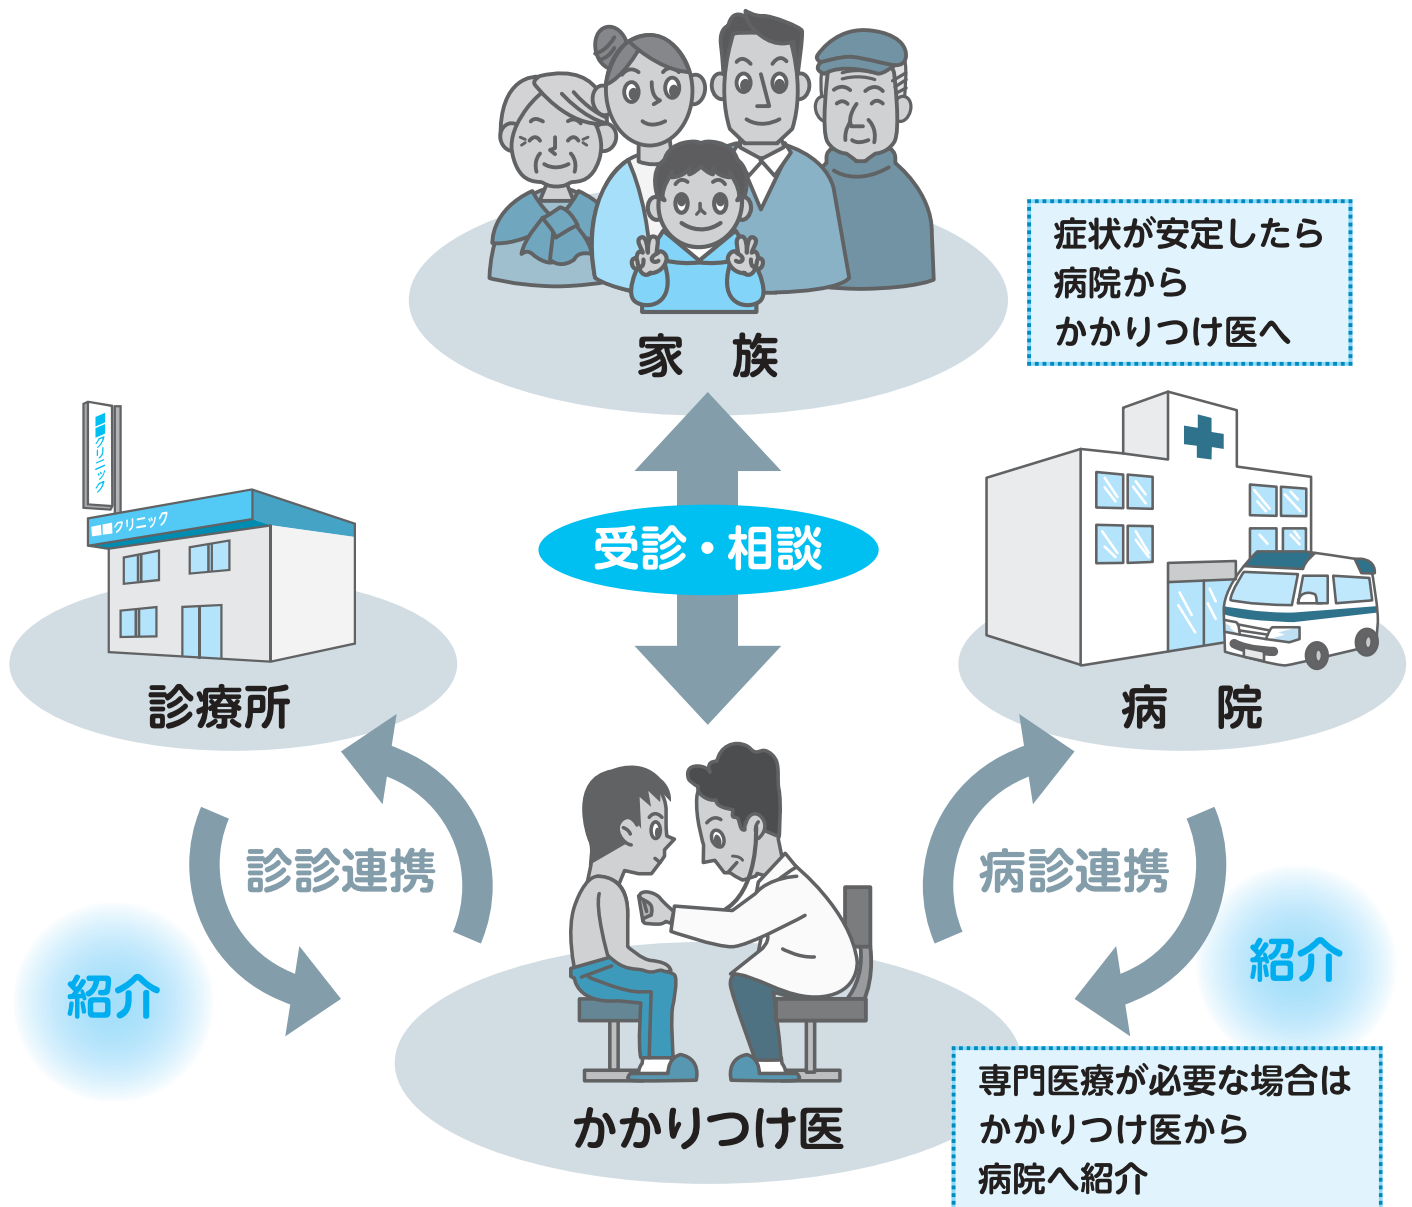 家　族
症状が安定したら
病院から
かかりつけ医へ
クリニック
クリニック
受診・相談
診療所
病　院
診診連携
病診連携
紹介
紹介
かかりつけ医
専門医療が必要な場合は
かかりつけ医から
病院へ紹介